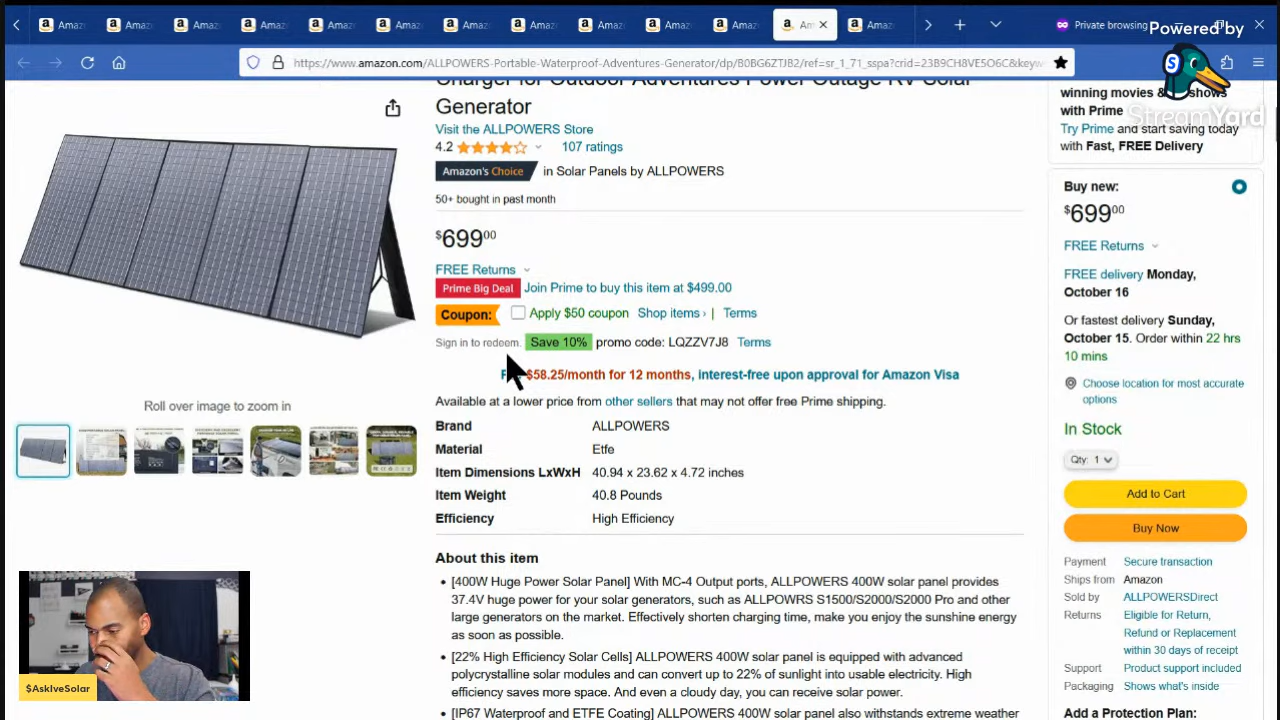 Amaz Amazo Amazo Amazo Amazo Amazo Amazo Amazo Amazo Amazo Amazo Am Amazo Private browsing
Powered by
https://www.amazon.com/ALLPOWERS-Portable-Waterproof-Adventures-Generator/dp/B0BG6ZTJB2/ref=sr_1_71_sspa?crid=23B9CH8VE5O6C&keyw
S
StreamYard
Charger for Outdoor Adventures Power Outage RV Solar
Generator
Visit the ALLPOWERS Store
4.2 107 ratings
Amazon's Choice in Solar Panels by ALLPOWERS
50+ bought in past month
$699.00
FREE Returns
Prime Big Deal Join Prime to buy this item at $499.00
Coupon: Apply $50 coupon Shop items › | Terms
Sign in to redeem. Save 10% promo code: LQZZV7J8 Terms
$58.25/month for 12 months, interest-free upon approval for Amazon Visa
Available at a lower price from other sellers that may not offer free Prime shipping.
Brand ALLPOWERS
Material Etfe
Item Dimensions LxWxH 40.94 x 23.62 x 4.72 inches
Item Weight 40.8 Pounds
Efficiency High Efficiency
About this item
• [400W Huge Power Solar Panel] With MC-4 Output ports, ALLPOWERS 400W solar panel provides
37.4V huge power for your solar generators, such as ALLPOWRS S1500/S2000/S2000 Pro and other
large generators on the market. Effectively shorten charging time, make you enjoy the sunshine energy
as soon as possible.
• [22% High Efficiency Solar Cells] ALLPOWERS 400W solar panel is equipped with advanced
polycrystalline solar modules and can convert up to 22% of sunlight into usable electricity. High
efficiency saves more space. And even a cloudy day, you can receive solar power.
• [IP67 Waterproof and ETFE Coating] ALLPOWERS 400W solar panel also withstands extreme weather
Roll over image to zoom in
$AskIveSolar
winning movies & shows
with Prime
Try Prime and start saving today
with Fast, FREE Delivery
Buy new:
$699.00
FREE Returns
FREE delivery Monday,
October 16
Or fastest delivery Sunday,
October 15. Order within 22 hrs
10 mins
Choose location for most accurate
options
In Stock
Qty: 1
Add to Cart
Buy Now
Payment Secure transaction
Ships from Amazon
Sold by ALLPOWERSDirect
Returns Eligible for Return,
Refund or Replacement
within 30 days of receipt
Support Product support included
Packaging Shows what's inside
Add a Protection Plan: